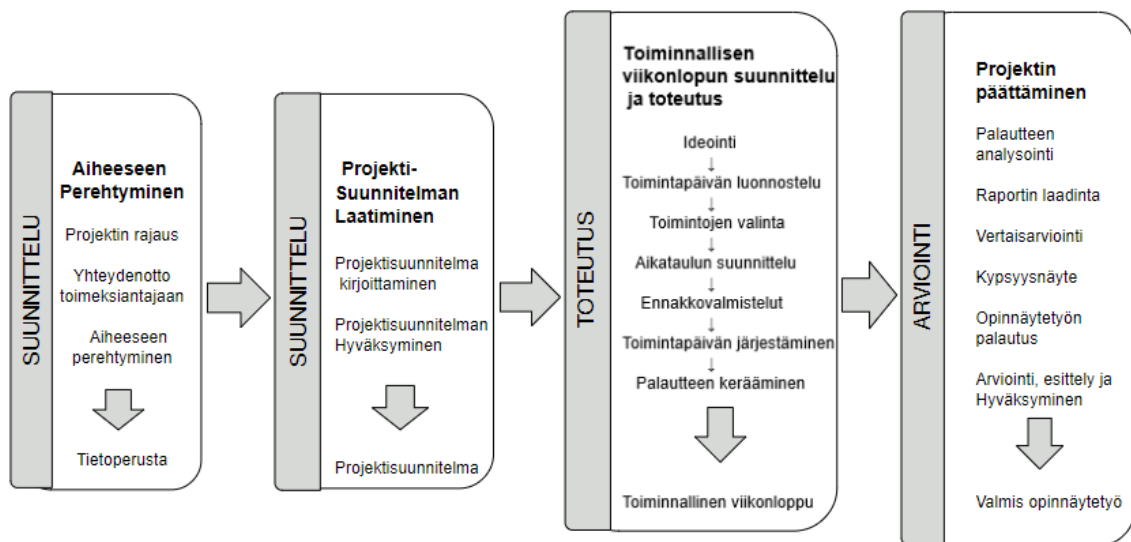 SUUNNITTELU
Aiheeseen
Perehtyminen
Projektin rajaus
Yhteydenotto
toimeksiantajaan
Aiheeseen
perehtyminen
Tietoperusta
SUUNNITTELU
Projekti-
Suunnitelman
Laatiminen
Projektisuunnitelma
kirjoittaminen
Projektisuunnitelman
Hyväksyminen
Projektisuunnitelma
TOTEUTUS
Toiminnallisen
viikonlopun suunnittelu
ja toteutus
Ideointi
↓
Toimintapäivän luonnostelu
↓
Toimintojen valinta
↓
Aikataulun suunnittelu
↓
Ennakkovalmistelut
↓
Toimintapäivän järjestäminen
↓
Palautteen kerääminen
Toiminnallinen viikonloppu
ARVIOINTI
Projektin
päättäminen
Palautteen
analysointi
Raportin laadinta
Vertaisarviointi
Kypsyysnäyte
Opinnäytetyön
palautus
Arviointi, esittely ja
Hyväksyminen
Valmis opinnäytetyö